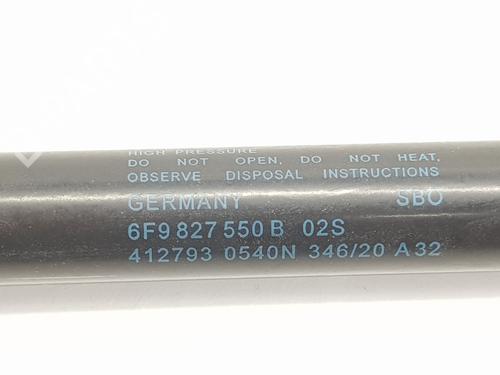 HIGH PRESSURE
DO NOT OPEN, DO NOT HEAT,
OBSERVE DISPOSAL INSTRUCTIONS
GERMANY SBO
6F9 827 550 B 02S
412793 0540N 346/20 A32